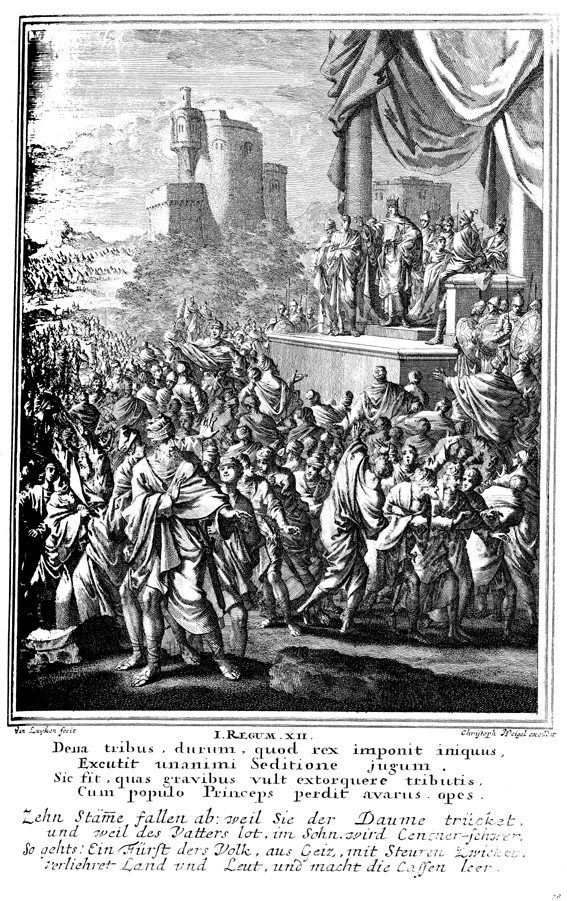 Van Luyken fecit
I. REGUM. XII.
Christoph Weigel excudit
Dena tribus, durum, quod rex imponit iniquus,
Excutit unanimi Seditione jugum.
Sic fit, quas gravibus vult extorquere tributis,
Cum populo Princeps perdit avarus. opes.
Zehn Stäm̄e fallen ab: weil Sie der Daume trücket,
und weil des Vatters lot, im Sohn, wird Centner-schwer.
So gehts: Ein Fürst ders Volk, aus Geiz, mit Steuren Zwicket,
verliehret Land und Leut, und macht die Cassen leer.